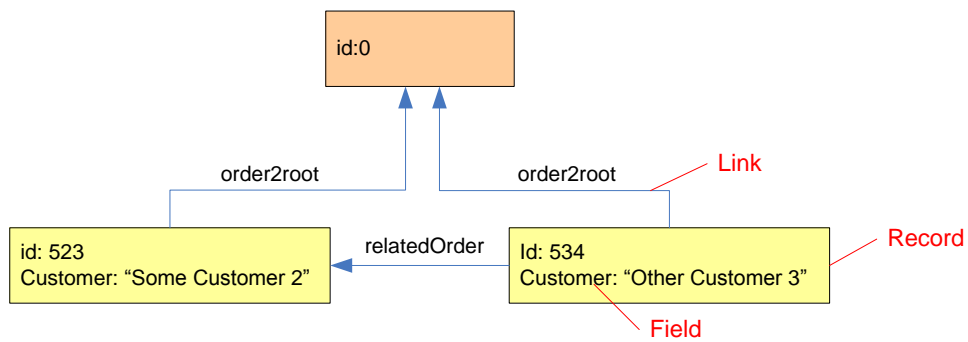 id:0
order2root
order2root
Link
id: 523
Customer: “Some Customer 2”
relatedOrder
Id: 534
Customer: “Other Customer 3”
Record
Field